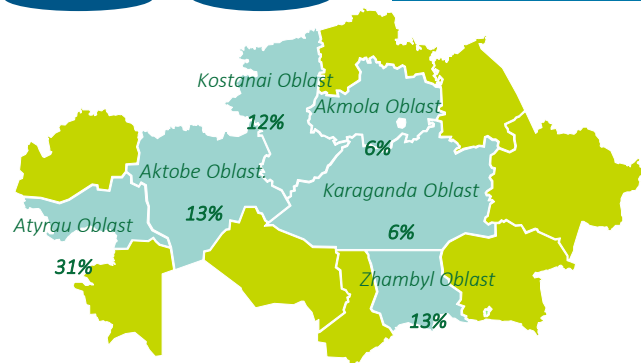 Kostanai Oblast
12%
Akmola Oblast
6%
Aktobe Oblast.
13%
Karaganda Oblast
6%
Atyrau Oblast
31%
Zhambyl Oblast
13%